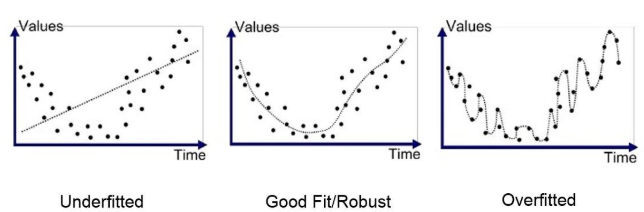 Values
Time
Underfitted
Values
Time
Good Fit/Robust
Values
Time
Overfitted